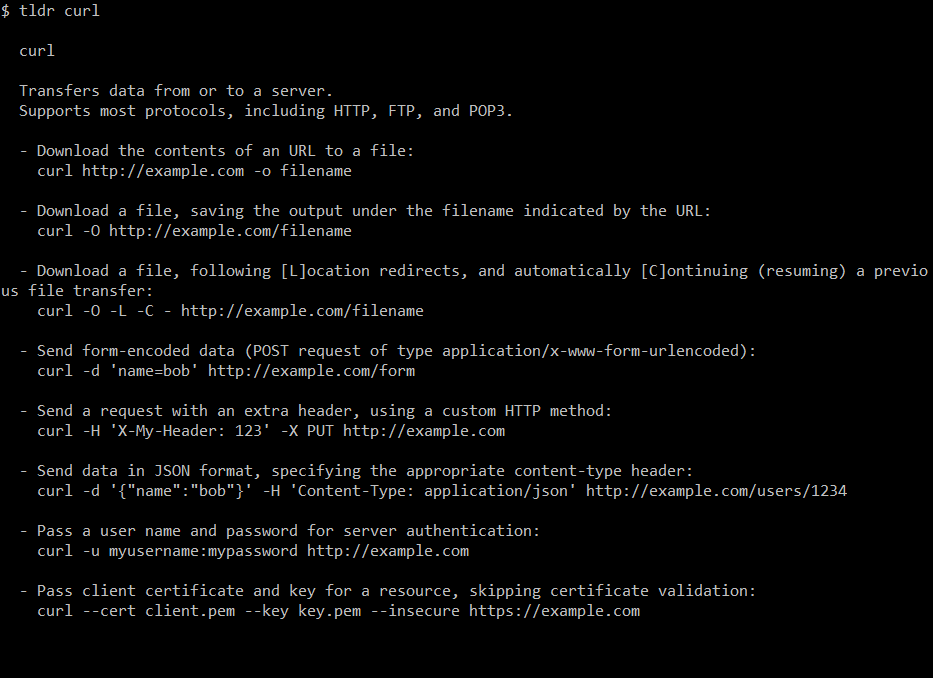 $ tldr curl
curl
Transfers data from or to a server.
Supports most protocols, including HTTP, FTP, and POP3.
- Download the contents of an URL to a file:
curl http://example.com -o filename
- Download a file, saving the output under the filename indicated by the URL:
curl -O http://example.com/filename
- Download a file, following [L]ocation redirects, and automatically [C]ontinuing (resuming) a previo
us file transfer:
curl -O -L -C - http://example.com/filename
- Send form-encoded data (POST request of type application/x-www-form-urlencoded):
curl -d 'name=bob' http://example.com/form
- Send a request with an extra header, using a custom HTTP method:
curl -H 'X-My-Header: 123' -X PUT http://example.com
- Send data in JSON format, specifying the appropriate content-type header:
curl -d '{"name":"bob"}' -H 'Content-Type: application/json' http://example.com/users/1234
- Pass a user name and password for server authentication:
curl -u myusername:mypassword http://example.com
- Pass client certificate and key for a resource, skipping certificate validation:
curl --cert client.pem --key key.pem --insecure https://example.com